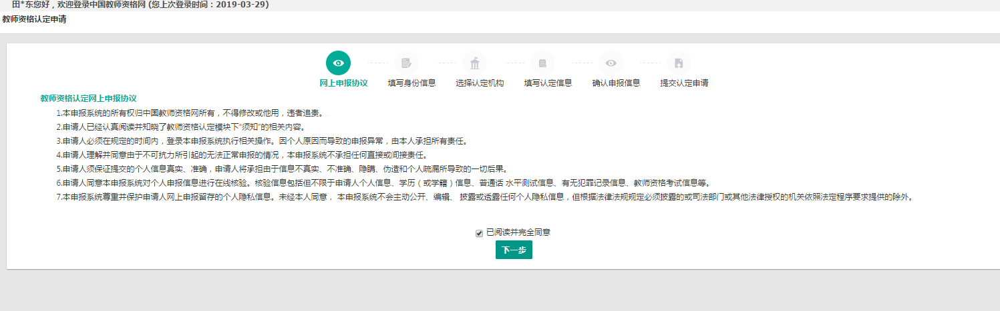 田*东您好，欢迎登录中国教师资格网 (您上次登录时间：2019-03-29)
教师资格认定申请
网上申报协议 填写身份信息 选择认定机构 填写认定信息 确认申报信息 提交认定申请
教师资格认定网上申报协议
1.本申报系统的所有权归中国教师资格网所有，不得修改或他用，违者追责。
2.申请人已经认真阅读并知晓了教师资格认定模块下“须知”的相关内容。
3.申请人必须在规定的时间内，登录本申报系统执行相关操作。因个人原因而导致的申报异常，由本人承担所有责任。
4.申请人理解并同意由于不可抗力所引起的无法正常申报的情况，本申报系统不承担任何直接或间接责任。
5.申请人须保证提交的个人信息真实、准确，申请人将承担由于信息不真实、不准确、隐瞒、伪造和个人疏漏所导致的一切后果。
6.申请人同意本申报系统对个人申报信息进行在线核验。核验信息包括但不限于申请人个人信息、学历（或学籍）信息、普通话 水平测试信息、有无犯罪记录信息、教师资格考试信息等。
7.本申报系统尊重并保护申请人网上申报留存的个人隐私信息。未经本人同意， 本申报系统不会主动公开、编辑、 披露或透露任何个人隐私信息，但根据法律法规规定必须披露的或司法部门或其他法律授权的机关依照法定程序要求提供的除外。
已阅读并完全同意
下一步